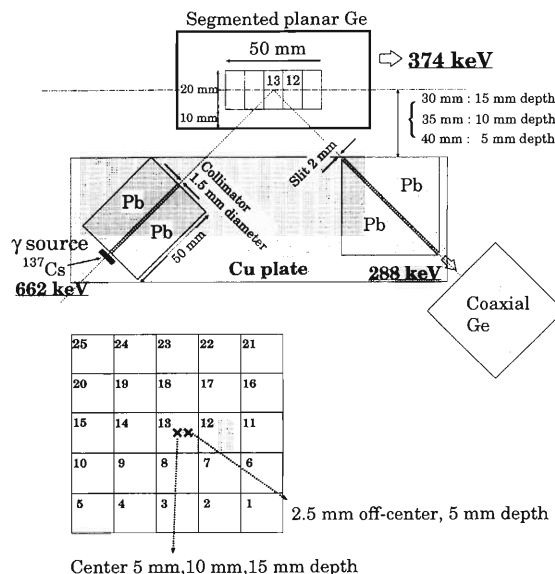 Segmented planar Ge
50 mm
374 keV
13 12
20 mm
10 mm
30 mm : 15 mm depth
35 mm : 10 mm depth
40 mm : 5 mm depth
Slit 2 mm
Collimator
1.5 mm diameter
Pb
Pb
Pb
Pb
50 mm
γ source
¹³⁷Cs
662 keV
Cu plate
288 keV
Coaxial
Ge
25 24 23 22 21
20 19 18 17 16
15 14 13 12 11
10 9 8 7 6
5 4 3 2 1
2.5 mm off-center, 5 mm depth
Center 5 mm,10 mm, 15 mm depth